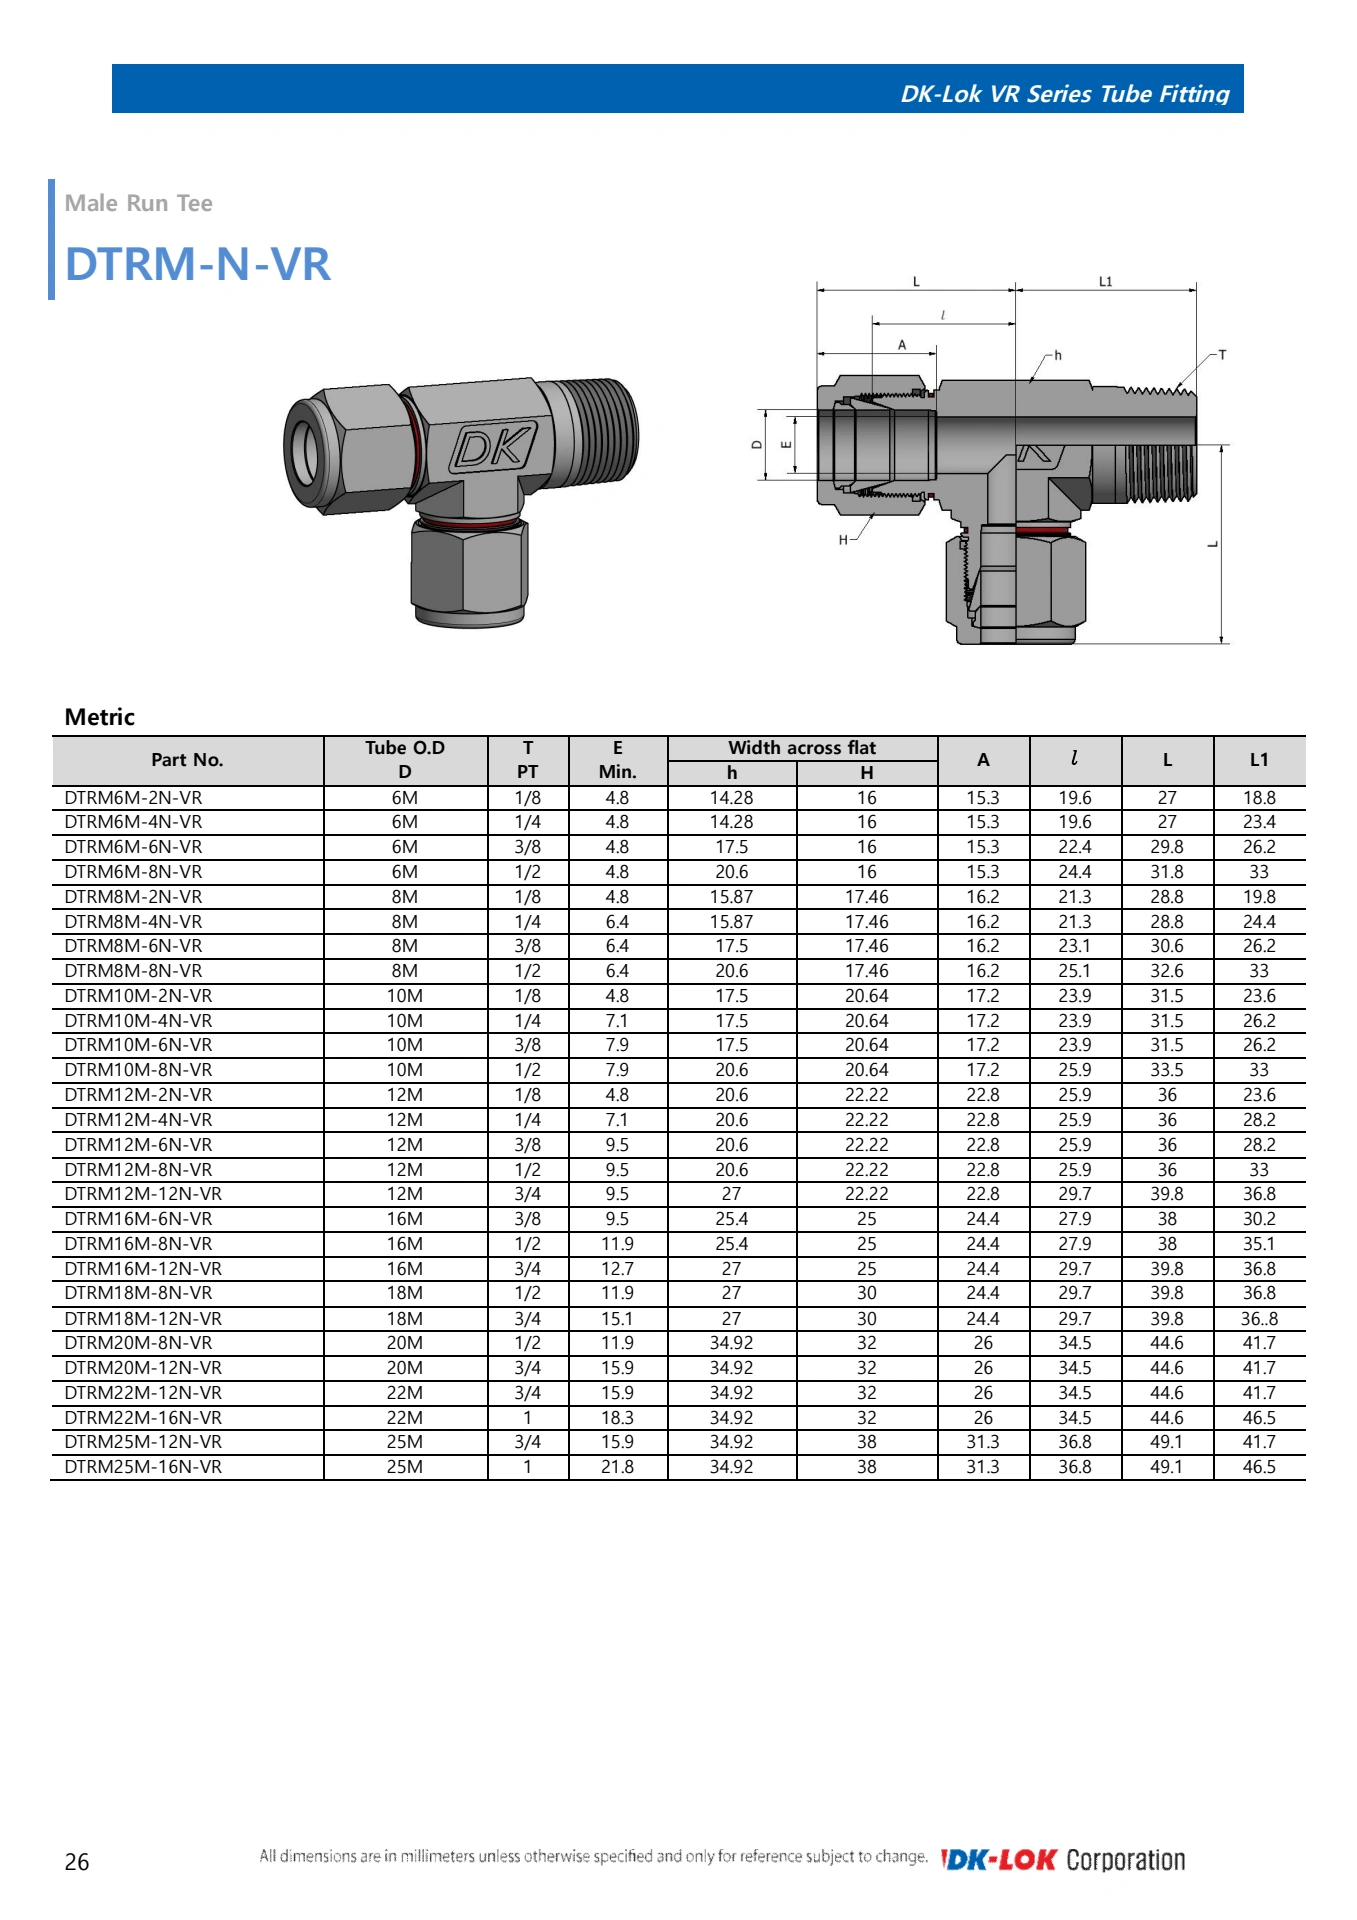 DK-Lok VR Series Tube Fitting
Male Run Tee
DTRM-N-VR
L L1
l
A
h
T
D
E
H
L
DK
Metric
Part No. Tube O.D D T PT E Min. Width across flat h H A l L L1
DTRM6M-2N-VR 6M 1/8 4.8 14.28 16 15.3 19.6 27 18.8
DTRM6M-4N-VR 6M 1/4 4.8 14.28 16 15.3 19.6 27 23.4
DTRM6M-6N-VR 6M 3/8 4.8 17.5 16 15.3 22.4 29.8 26.2
DTRM6M-8N-VR 6M 1/2 4.8 20.6 16 15.3 24.4 31.8 33
DTRM8M-2N-VR 8M 1/8 4.8 15.87 17.46 16.2 21.3 28.8 19.8
DTRM8M-4N-VR 8M 1/4 6.4 15.87 17.46 16.2 21.3 28.8 24.4
DTRM8M-6N-VR 8M 3/8 6.4 17.5 17.46 16.2 23.1 30.6 26.2
DTRM8M-8N-VR 8M 1/2 6.4 20.6 17.46 16.2 25.1 32.6 33
DTRM10M-2N-VR 10M 1/8 4.8 17.5 20.64 17.2 23.9 31.5 23.6
DTRM10M-4N-VR 10M 1/4 7.1 17.5 20.64 17.2 23.9 31.5 26.2
DTRM10M-6N-VR 10M 3/8 7.9 17.5 20.64 17.2 23.9 31.5 26.2
DTRM10M-8N-VR 10M 1/2 7.9 20.6 20.64 17.2 25.9 33.5 33
DTRM12M-2N-VR 12M 1/8 4.8 20.6 22.22 22.8 25.9 36 23.6
DTRM12M-4N-VR 12M 1/4 7.1 20.6 22.22 22.8 25.9 36 28.2
DTRM12M-6N-VR 12M 3/8 9.5 20.6 22.22 22.8 25.9 36 28.2
DTRM12M-8N-VR 12M 1/2 9.5 20.6 22.22 22.8 25.9 36 33
DTRM12M-12N-VR 12M 3/4 9.5 27 22.22 22.8 29.7 39.8 36.8
DTRM16M-6N-VR 16M 3/8 9.5 25.4 25 24.4 27.9 38 30.2
DTRM16M-8N-VR 16M 1/2 11.9 25.4 25 24.4 27.9 38 35.1
DTRM16M-12N-VR 16M 3/4 12.7 27 25 24.4 29.7 39.8 36.8
DTRM18M-8N-VR 18M 1/2 11.9 27 30 24.4 29.7 39.8 36.8
DTRM18M-12N-VR 18M 3/4 15.1 27 30 24.4 29.7 39.8 36..8
DTRM20M-8N-VR 20M 1/2 11.9 34.92 32 26 34.5 44.6 41.7
DTRM20M-12N-VR 20M 3/4 15.9 34.92 32 26 34.5 44.6 41.7
DTRM22M-12N-VR 22M 3/4 15.9 34.92 32 26 34.5 44.6 41.7
DTRM22M-16N-VR 22M 1 18.3 34.92 32 26 34.5 44.6 46.5
DTRM25M-12N-VR 25M 3/4 15.9 34.92 38 31.3 36.8 49.1 41.7
DTRM25M-16N-VR 25M 1 21.8 34.92 38 31.3 36.8 49.1 46.5
26 All dimensions are in millimeters unless otherwise specified and only for reference subject to change. DK-LOK Corporation